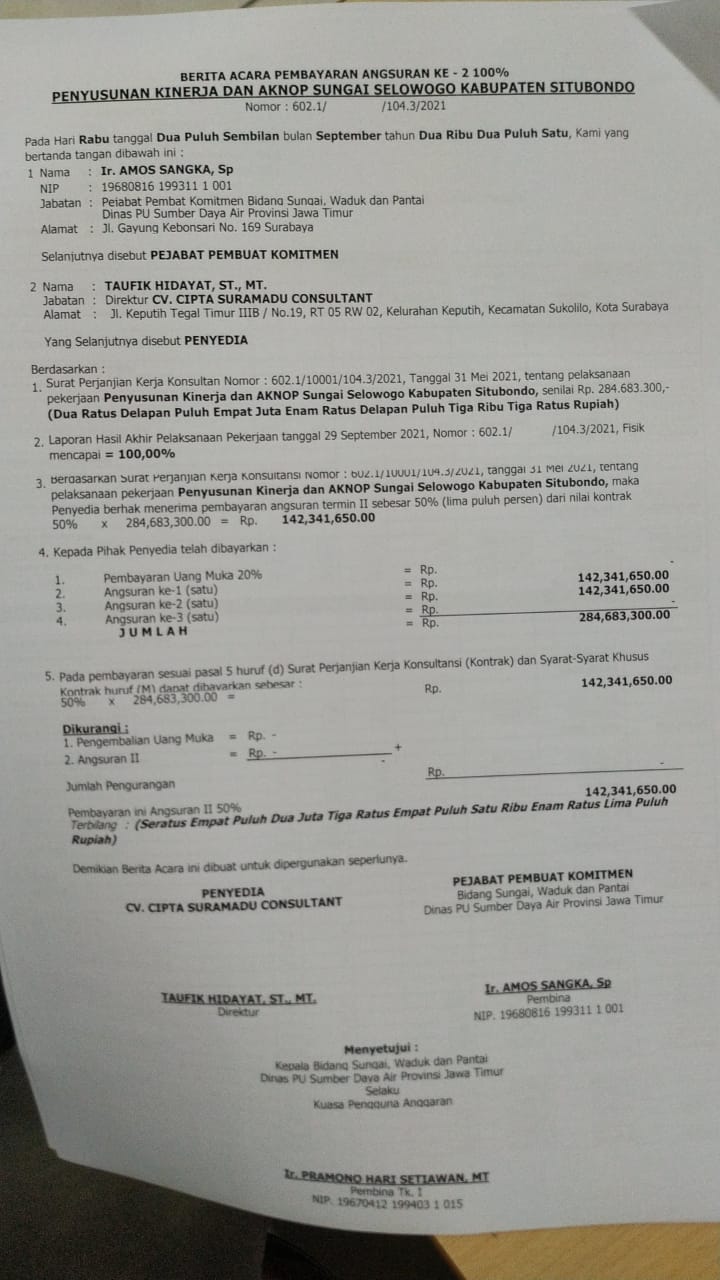 BERITA ACARA PEMBAYARAN ANGSURAN KE - 2 100%
PENYUSUNAN KINERJA DAN AKNOP SUNGAI SELOWOGO KABUPATEN SITUBONDO
Nomor : 602.1/ /104.3/2021
Pada Hari Rabu tanggal Dua Puluh Sembilan bulan September tahun Dua Ribu Dua Puluh Satu, Kami yang
bertanda tangan dibawah ini :
1 Nama : Ir. AMOS SANGKA, Sp
NIP : 19680816 199311 1 001
Jabatan : Pejabat Pembat Komitmen Bidang Sungai, Waduk dan Pantai
Dinas PU Sumber Daya Air Provinsi Jawa Timur
Alamat : Jl. Gayung Kebonsari No. 169 Surabaya
Selanjutnya disebut PEJABAT PEMBUAT KOMITMEN
2 Nama : TAUFIK HIDAYAT, ST., MT.
Jabatan : Direktur CV. CIPTA SURAMADU CONSULTANT
Alamat : Jl. Keputih Tegal Timur IIIB / No.19, RT 05 RW 02, Kelurahan Keputih, Kecamatan Sukolilo, Kota Surabaya
Yang Selanjutnya disebut PENYEDIA
Berdasarkan :
1. Surat Perjanjian Kerja Konsultan Nomor : 602.1/10001/104.3/2021, Tanggal 31 Mei 2021, tentang pelaksanaan
pekerjaan Penyusunan Kinerja dan AKNOP Sungai Selowogo Kabupaten Situbondo, senilai Rp. 284.683.300,-
(Dua Ratus Delapan Puluh Empat Juta Enam Ratus Delapan Puluh Tiga Ribu Tiga Ratus Rupiah)
2. Laporan Hasil Akhir Pelaksanaan Pekerjaan tanggal 29 September 2021, Nomor : 602.1/ /104.3/2021, Fisik
mencapai = 100,00%
3. Berdasarkan Surat Perjanjian Kerja Konsultansi Nomor : 602.1/10001/104.3/2021, tanggal 31 Mei 2021, tentang
pelaksanaan pekerjaan Penyusunan Kinerja dan AKNOP Sungai Selowogo Kabupaten Situbondo, maka
Penyedia berhak menerima pembayaran angsuran termin II sebesar 50% (lima puluh persen) dari nilai kontrak
50% x 284,683,300.00 = Rp. 142,341,650.00
4. Kepada Pihak Penyedia telah dibayarkan :
1. Pembayaran Uang Muka 20% = Rp. -
2. Angsuran ke-1 (satu) = Rp. 142,341,650.00
3. Angsuran ke-2 (satu) = Rp. 142,341,650.00
4. Angsuran ke-3 (satu) = Rp. -
J U M L A H = Rp. 284,683,300.00
5. Pada pembayaran sesuai pasal 5 huruf (d) Surat Perjanjian Kerja Konsultansi (Kontrak) dan Syarat-Syarat Khusus
Kontrak huruf (M) dapat dibayarkan sebesar :
50% x 284,683,300.00 = Rp. 142,341,650.00
Dikurangi :
1. Pengembalian Uang Muka = Rp. -
2. Angsuran II = Rp. - +
-
Jumlah Pengurangan Rp. -
Pembayaran ini Angsuran II 50% 142,341,650.00
Terbilang : (Seratus Empat Puluh Dua Juta Tiga Ratus Empat Puluh Satu Ribu Enam Ratus Lima Puluh
Rupiah)
Demikian Berita Acara ini dibuat untuk dipergunakan seperlunya.
PENYEDIA
CV. CIPTA SURAMADU CONSULTANT
PEJABAT PEMBUAT KOMITMEN
Bidang Sungai, Waduk dan Pantai
Dinas PU Sumber Daya Air Provinsi Jawa Timur
TAUFIK HIDAYAT, ST., MT.
Direktur
Ir. AMOS SANGKA, Sp
Pembina
NIP. 19680816 199311 1 001
Menyetujui :
Kepala Bidang Sungai, Waduk dan Pantai
Dinas PU Sumber Daya Air Provinsi Jawa Timur
Selaku
Kuasa Pengguna Anggaran
Ir. PRAMONO HARI SETIAWAN, MT
Pembina Tk. I
NIP. 19670412 199403 1 015